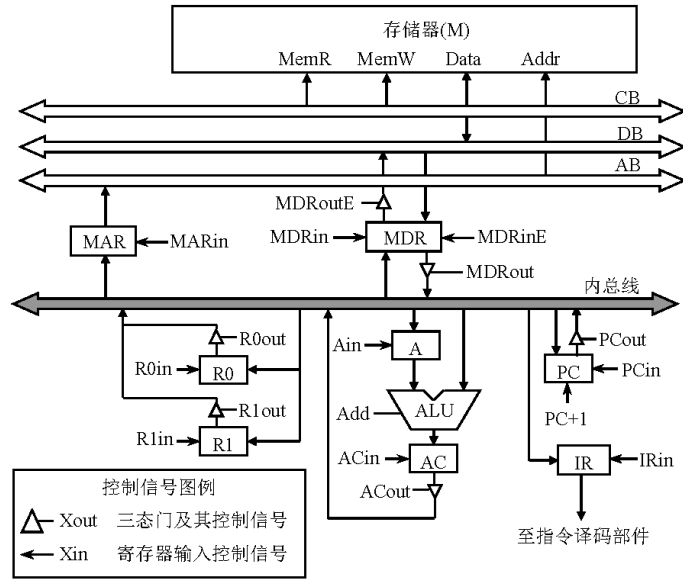 存储器(M)
MemR MemW Data Addr
CB
DB
AB
MDRoutE
MAR MARin MDRin MDR MDRinE
MDRout
内总线
R0out Ain A PCout
R0in R0 PC PCin
R1out Add ALU PC+1
R1in R1
ACin AC IR IRin
控制信号图例 ACout
Xout 三态门及其控制信号 至指令译码部件
Xin 寄存器输入控制信号